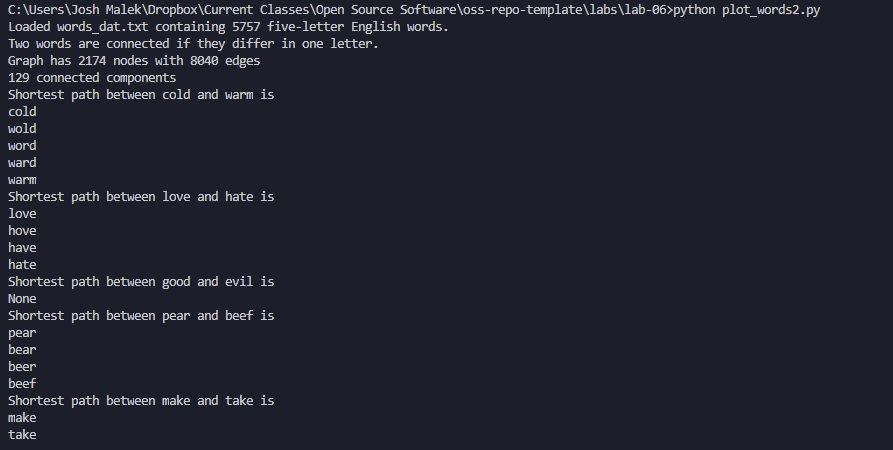 C:\Users\Josh Malek\Dropbox\Current Classes\Open Source Software\oss-repo-template\labs\lab-06>python plot_words2.py
Loaded words_dat.txt containing 5757 five-letter English words.
Two words are connected if they differ in one letter.
Graph has 2174 nodes with 8040 edges
129 connected components
Shortest path between cold and warm is
cold
wold
word
ward
warm
Shortest path between love and hate is
love
hove
have
hate
Shortest path between good and evil is
None
Shortest path between pear and beef is
pear
bear
beer
beef
Shortest path between make and take is
make
take